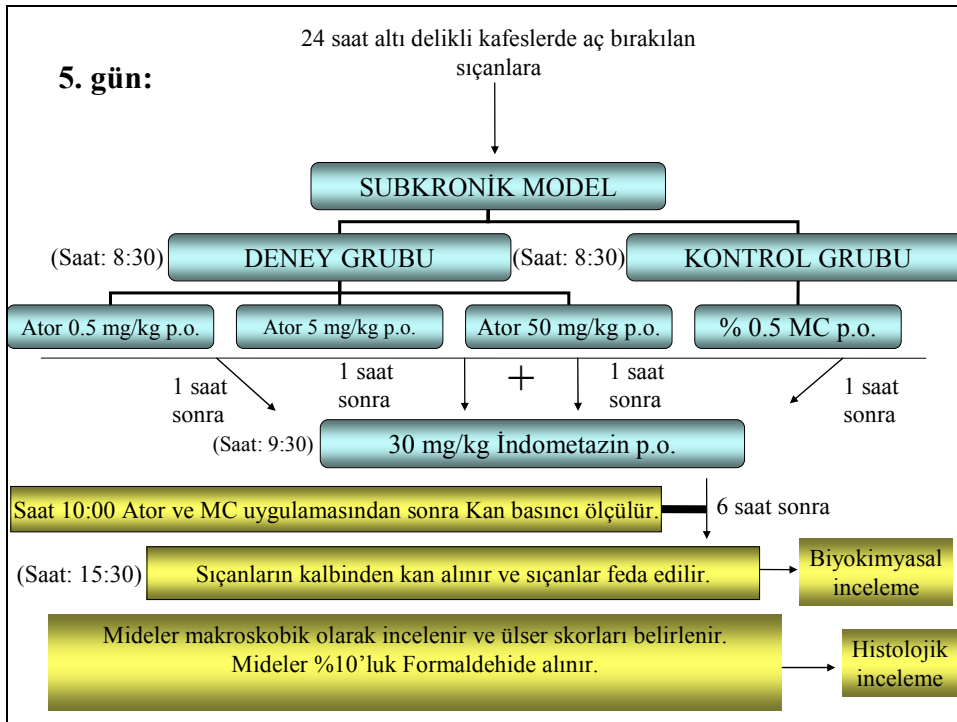 24 saat altı delikli kafeslerde aç bırakılan
sıçanlara
5. gün:
SUBKRONİK MODEL
(Saat: 8:30)
DENEY GRUBU
(Saat: 8:30)
KONTROL GRUBU
Ator 0.5 mg/kg p.o.
Ator 5 mg/kg p.o.
Ator 50 mg/kg p.o.
% 0.5 MC p.o.
1 saat
sonra
1 saat
sonra
+
1 saat
sonra
1 saat
sonra
(Saat: 9:30)
30 mg/kg İndometazin p.o.
Saat 10:00 Ator ve MC uygulamasından sonra Kan basıncı ölçülür.
6 saat sonra
(Saat: 15:30)
Sıçanların kalbinden kan alınır ve sıçanlar feda edilir.
Biyokimyasal
inceleme
Mideler makroskobik olarak incelenir ve ülser skorları belirlenir.
Mideler %10’luk Formaldehide alınır.
Histolojik
inceleme